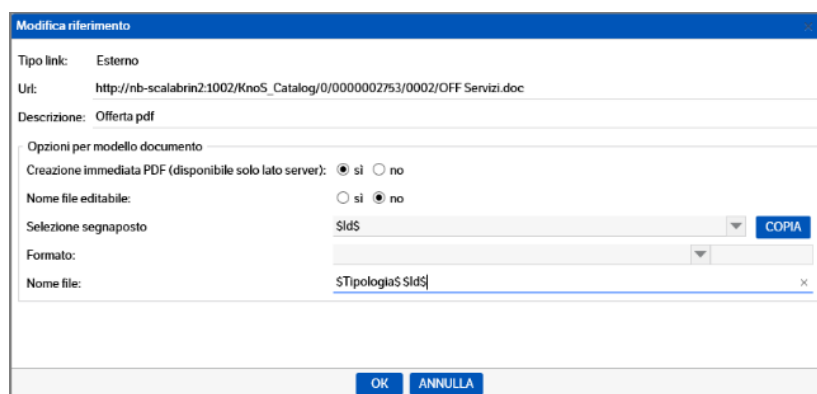 Modifica riferimento
Tipo link: Esterno
Url: http://nb-scalabrin2:1002/KnoS_Catalog/0/0000002753/0002/OFF Servizi.doc
Descrizione: Offerta pdf
Opzioni per modello documento
Creazione immediata PDF (disponibile solo lato server): sì no
Nome file editabile: sì no
Selezione segnaposto $Id$ COPIA
Formato:
Nome file: $Tipologia$ $Id$
OK ANNULLA